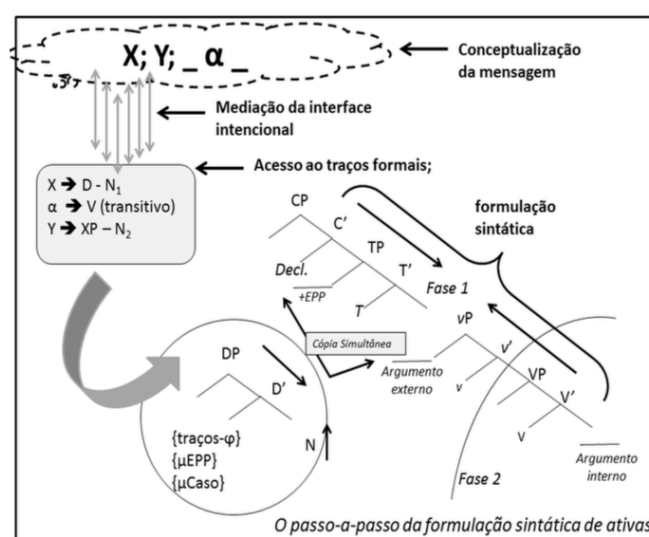 X; Y; _ α _
Conceptualização
da mensagem
Mediação da interface
intencional
Acesso ao traços formais;
X → D - N₁
α → V (transitivo)
Y → XP – N₂
formulação
sintática
CP
C’
TP
Decl.
T’
+EPP
Fase 1
T
vP
Cópia Simultânea
v’
DP
Argumento
externo
v
VP
D’
V’
{traços-φ}
N
V
{µEPP}
{µCaso}
Argumento
interno
Fase 2
O passo-a-passo da formulação sintática de ativas